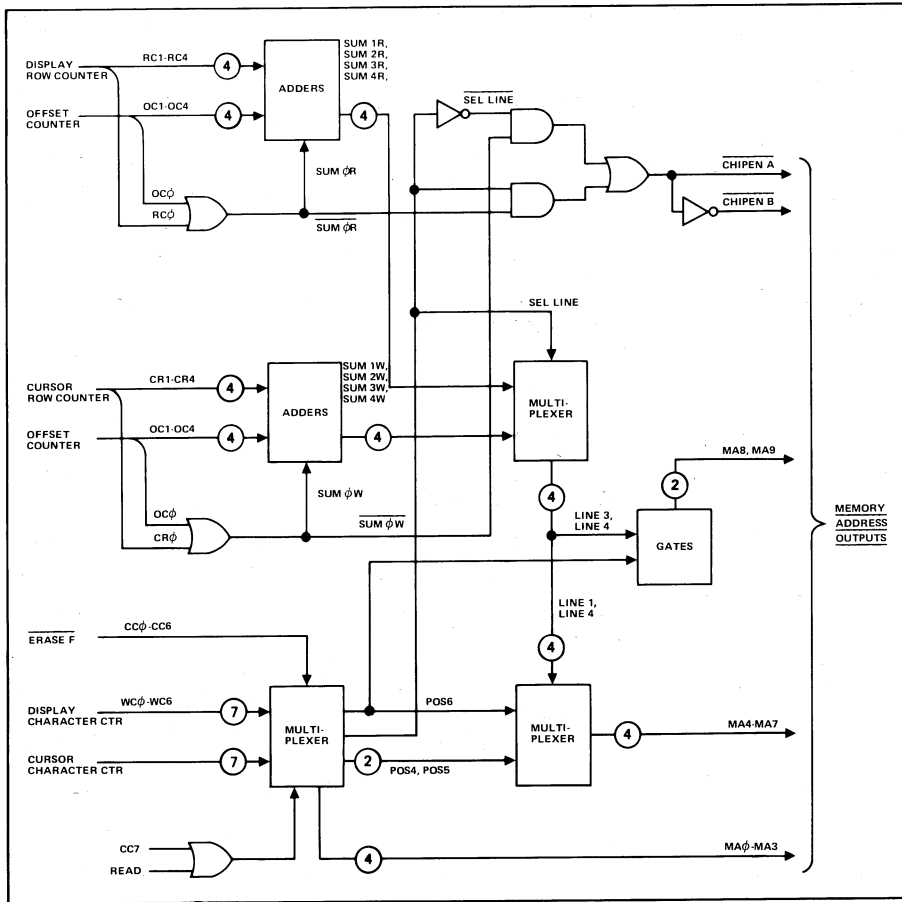 DISPLAY
ROW COUNTER
RC1-RC4
4
ADDERS
SUM 1R,
SUM 2R,
SUM 3R,
SUM 4R,
OFFSET
COUNTER
OC1-OC4
4
4
SEL LINE
SUM ϕR
OCϕ
RCϕ
SUM ϕR
CHIPEN A
CHIPEN B
SEL LINE
CURSOR
ROW COUNTER
CR1-CR4
4
ADDERS
SUM 1W,
SUM 2W,
SUM 3W,
SUM 4W
MULTI-
PLEXER
OFFSET
COUNTER
OC1-OC4
4
4
MA8, MA9
2
4
SUM ϕW
OCϕ
CRϕ
SUM ϕW
LINE 3,
LINE 4
GATES
MEMORY
ADDRESS
OUTPUTS
LINE 1,
LINE 4
4
ERASE F
CCϕ-CC6
DISPLAY
CHARACTER CTR
WCϕ-WC6
7
MULTI-
PLEXER
POS6
MULTI-
PLEXER
4
MA4-MA7
CURSOR
CHARACTER CTR
7
2
POS4, POS5
CC7
READ
4
MAϕ-MA3